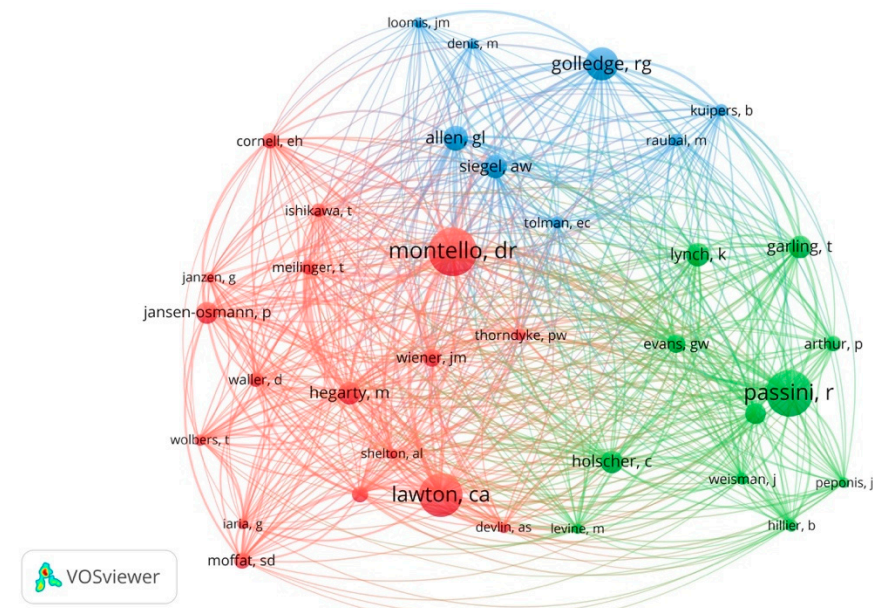 loomis, jm
denis, m
golledge, rg
kuipers, b
cornell, eh
allen, gl
raubal, m
siegel, aw
ishikawa, t
tolman, ec
montello, dr
lynch, k
garling, t
meilinger, t
janzen, g
jansen-osmann, p
thorndyke, pw
evans, gw
arthur, p
wiener, jm
waller, d
hegarty, m
passini, r
wolbers, t
shelton, al
holscher, c
weisman, j
peponis, j
lawton, ca
iaria, g
devlin, as
levine, m
hillier, b
moffat, sd
VOSviewer